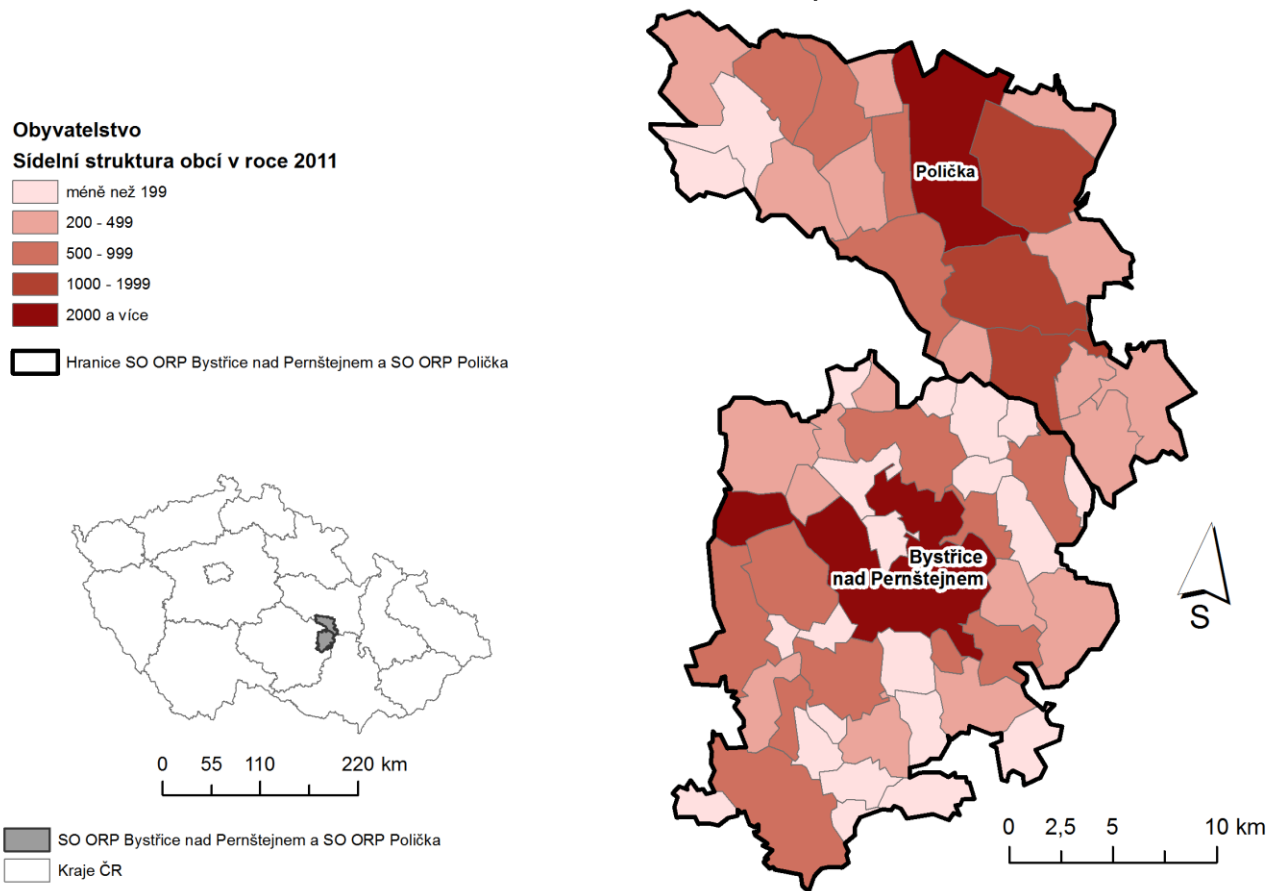 Obyvatelstvo
Sídelní struktura obcí v roce 2011
méně než 199
200 - 499
500 - 999
1000 - 1999
2000 a více
Hranice SO ORP Bystřice nad Pernštejnem a SO ORP Polička
0 55 110 220 km
SO ORP Bystřice nad Pernštejnem a SO ORP Polička
Kraje ČR
Polička
Bystřice
nad Pernštejnem
S
0 2,5 5 10 km